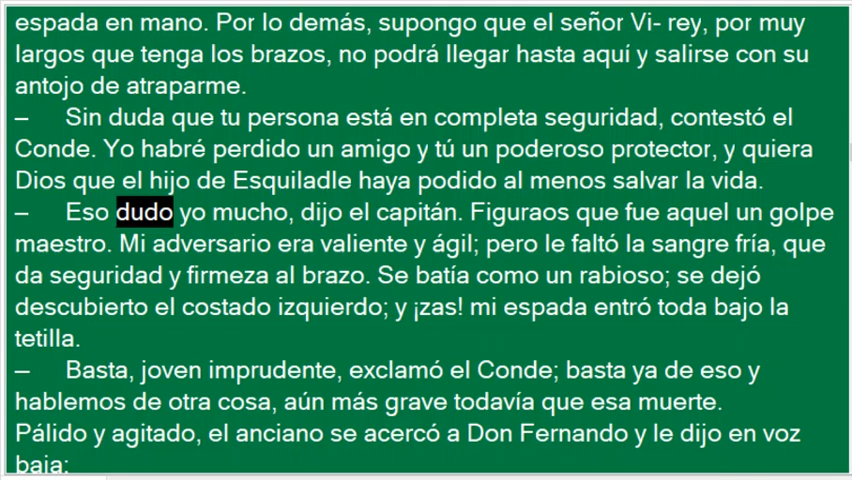 espada en mano. Por lo demás, supongo que el señor Vi- rey, por muy
largos que tenga los brazos, no podrá llegar hasta aquí y salirse con su
antojo de atraparme.
– Sin duda que tu persona está en completa seguridad, contestó el
Conde. Yo habré perdido un amigo y tú un poderoso protector, y quiera
Dios que el hijo de Esquiladle haya podido al menos salvar la vida.
– Eso dudo yo mucho, dijo el capitán. Figuraos que fue aquel un golpe
maestro. Mi adversario era valiente y ágil; pero le faltó la sangre fría, que
da seguridad y firmeza al brazo. Se batía como un rabioso; se dejó
descubierto el costado izquierdo; y ¡zas! mi espada entró toda bajo la
tetilla.
– Basta, joven imprudente, exclamó el Conde; basta ya de eso y
hablemos de otra cosa, aún más grave todavía que esa muerte.
Pálido y agitado, el anciano se acercó a Don Fernando y le dijo en voz
baja: